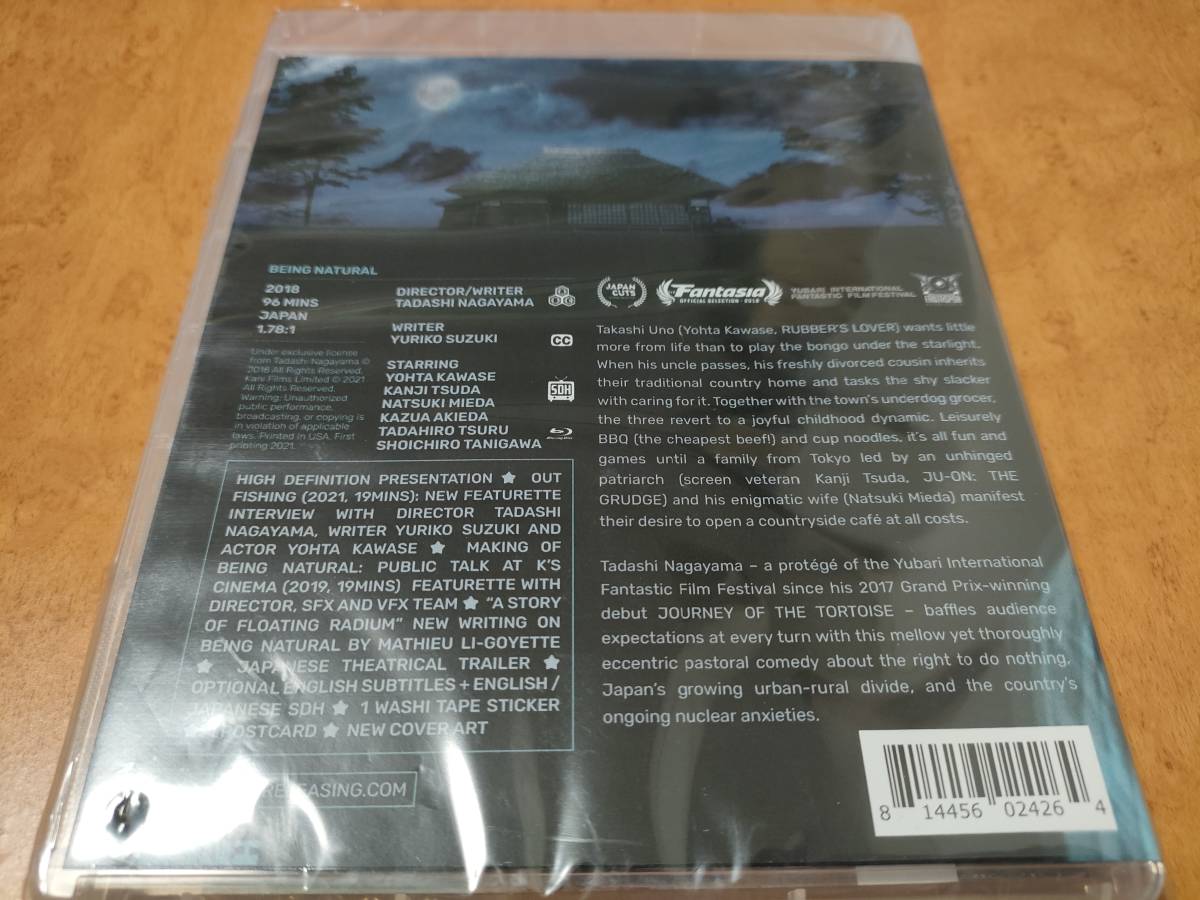 BEING NATURAL
2018
96 MINS
JAPAN
1.78:1
Under exclusive license
from Tadashi Nagayama ©
2018 All Rights Reserved.
Kani Films Limited © 2021
All Rights Reserved.
Warning: Unauthorized
public performance,
broadcasting, or copying is
in violation of applicable
laws. Printed in USA. First
printing 2021.
DIRECTOR/WRITER
TADASHI NAGAYAMA
WRITER
YURIKO SUZUKI
STARRING
YOHTA KAWASE
KANJI TSUDA
NATSUKI MIEDA
KAZUA AKIEDA
TADAHIRO TSURU
SHOICHIRO TANIGAWA
CC
SDH
Blu-ray Disc
HIGH DEFINITION PRESENTATION ★ OUT
FISHING (2021, 19MINS): NEW FEATURETTE
INTERVIEW WITH DIRECTOR TADASHI
NAGAYAMA, WRITER YURIKO SUZUKI AND
ACTOR YOHTA KAWASE ★ MAKING OF
BEING NATURAL: PUBLIC TALK AT K'S
CINEMA (2019, 19MINS) FEATURETTE WITH
DIRECTOR, SFX AND VFX TEAM ★ "A STORY
OF FLOATING RADIUM" NEW WRITING ON
BEING NATURAL BY MATHIEU LI-GOYETTE
★ JAPANESE THEATRICAL TRAILER ★
OPTIONAL ENGLISH SUBTITLES + ENGLISH /
JAPANESE SDH ★ 1 WASHI TAPE STICKER
★ 1 POSTCARD ★ NEW COVER ART
JAPAN
CUTS
Fantasia
OFFICIAL SELECTION - 2018
YUBARI INTERNATIONAL
FANTASTIC FILM FESTIVAL
Takashi Uno (Yohta Kawase, RUBBER'S LOVER) wants little
more from life than to play the bongo under the starlight.
When his uncle passes, his freshly divorced cousin inherits
their traditional country home and tasks the shy slacker
with caring for it. Together with the town's underdog grocer,
the three revert to a joyful childhood dynamic. Leisurely
BBQ (the cheapest beef!) and cup noodles, it's all fun and
games until a family from Tokyo led by an unhinged
patriarch (screen veteran Kanji Tsuda, JU-ON: THE
GRUDGE) and his enigmatic wife (Natsuki Mieda) manifest
their desire to open a countryside café at all costs.
Tadashi Nagayama – a protégé of the Yubari International
Fantastic Film Festival since his 2017 Grand Prix-winning
debut JOURNEY OF THE TORTOISE – baffles audience
expectations at every turn with this mellow yet thoroughly
eccentric pastoral comedy about the right to do nothing,
Japan's growing urban-rural divide, and the country's
ongoing nuclear anxieties.
8 14456 02426 4